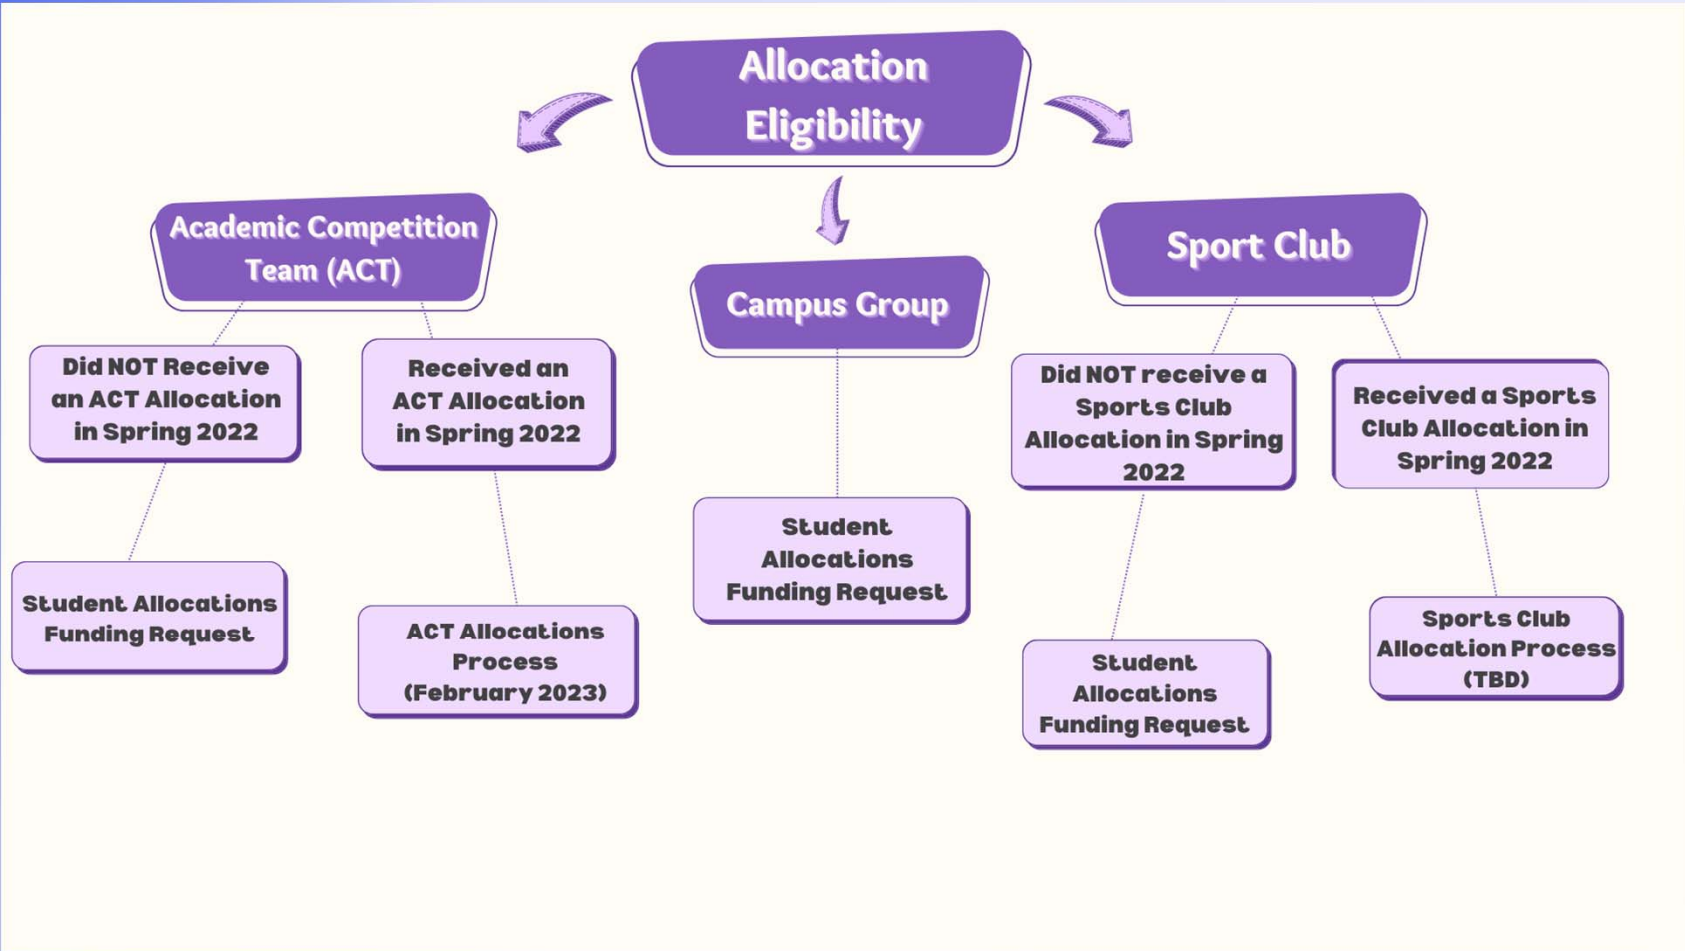 Allocation
Eligibility
Academic Competition
Team (ACT)
Did NOT Receive
an ACT Allocation
in Spring 2022
Student Allocations
Funding Request
Received an
ACT Allocation
in Spring 2022
ACT Allocations
Process
(February 2023)
Campus Group
Student
Allocations
Funding Request
Sport Club
Did NOT receive a
Sports Club
Allocation in Spring
2022
Student
Allocations
Funding Request
Received a Sports
Club Allocation in
Spring 2022
Sports Club
Allocation Process
(TBD)